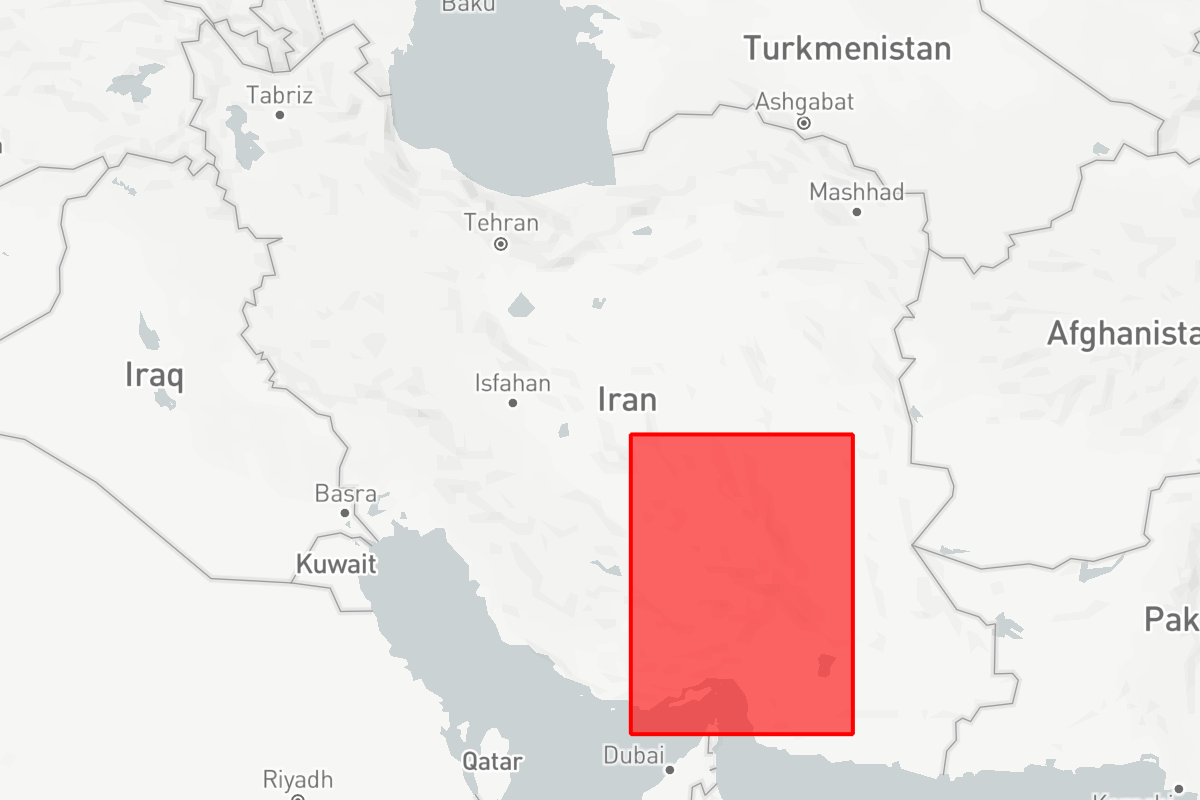 Baku
Turkmenistan
Tabriz
Ashgabat
Mashhad
Tehran
Afghanista
Iraq
Isfahan
Iran
Basra
Kuwait
Pak
Dubai
Qatar
Riyadh